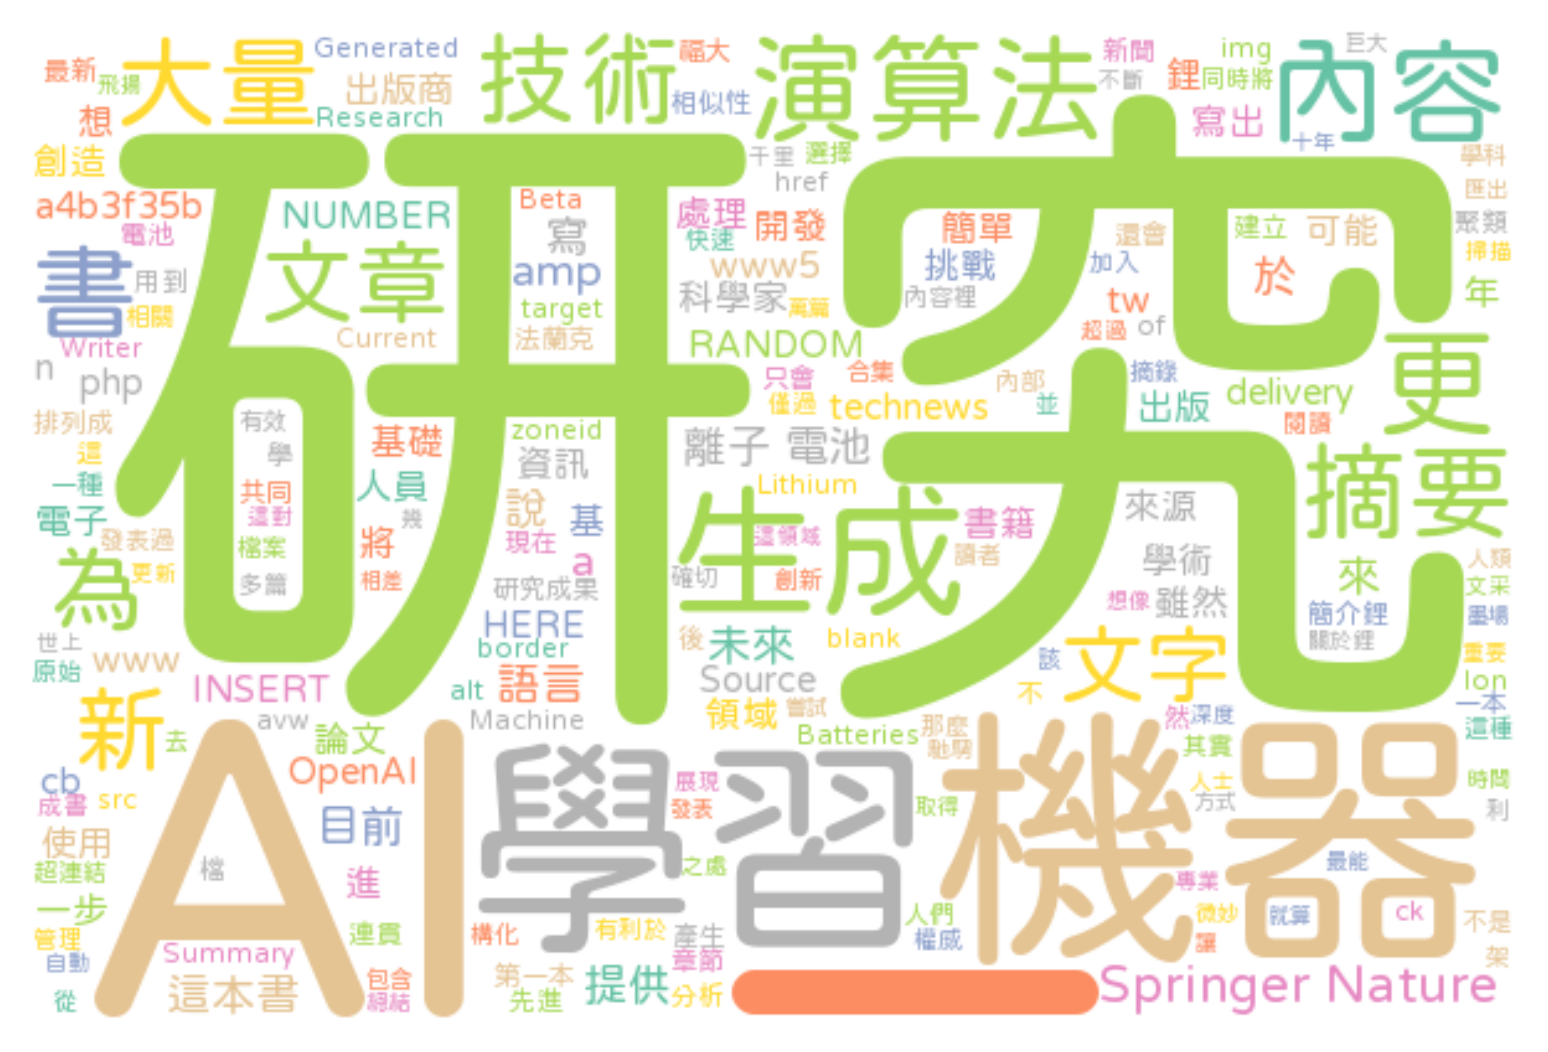 最新
飛揚
大量
Generated
出版商
Research
技術
福大
相似性
演算法
新聞
不斷
鋰
同時將
img
巨大
內容
想
寫出
十年
創造
研究
千里
選擇
href
學科
匯出
a4b3f35b
電池
NUMBER
Beta
寫
處理
快速
開發
簡單
還會
建立
可能
聚類
掃描
書
用到
相關
文章
amp
www5
科學家
萬篇
挑戰
內容裡
加入
於
年
target
Current
法蘭克
tw
超過
of
Writer
RANDOM
更
n
php
只會
合集
內部
摘錄
僅過
technews
並
出版
delivery
閱讀
排列成
這
有效
學
基礎
zoneid
資訊
離子
電池
摘要
一種
共同
這對
人員
幾
Lithium
來源
電子
發表過
檔案
將
說
現在
基
a
生成
這領域
書籍
讀者
學術
為
更新
多篇
相差
研究成果
確切
創新
想像
雖然
來
人類
文采
簡介鋰
關於鋰
墨場
世上
原始
www
HERE
border
後
未來
blank
該
文字
重要
Ion
INSERT
alt
語言
Source
不
一本
新
去
avw
論文
Machine
領域
嘗試
Batteries
那麼
馳騁
然
深度
其實
這種
cb
成書
src
OpenAI
AI
學習
展現
發表
取得
機器
人士
方式
時間
利
使用
目前
超連結
檔
進
之處
最能
一步
專業
微妙
就算
ck
不是
管理
自動
Summary
連貫
構化
有利於
產生
章節
人們
權威
讓
架
從
這本書
包含
總結
第一本
先進
提供
分析
一
Springer Nature